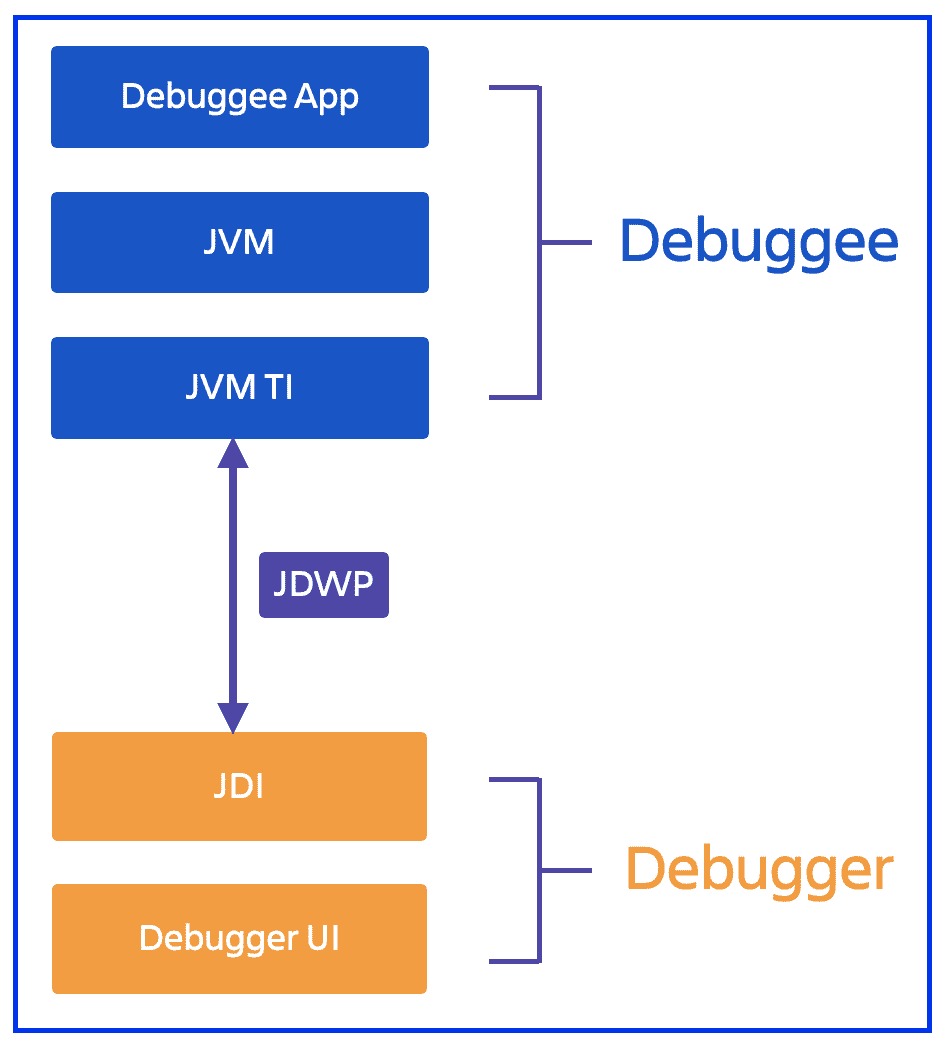 Debuggee App
JVM
Debuggee
JVM TI
JDWP
JDI
Debugger
Debugger UI